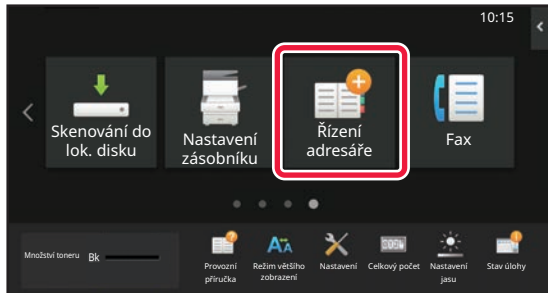 10:15
Skenování do
lok. disku
Nastavení
zásobníku
Řízení
adresáře
Fax
Množství toneru Bk
Provozní
příručka
Režim většího
zobrazení
Nastavení
Celkový počet
Nastavení
jasu
Stav úlohy